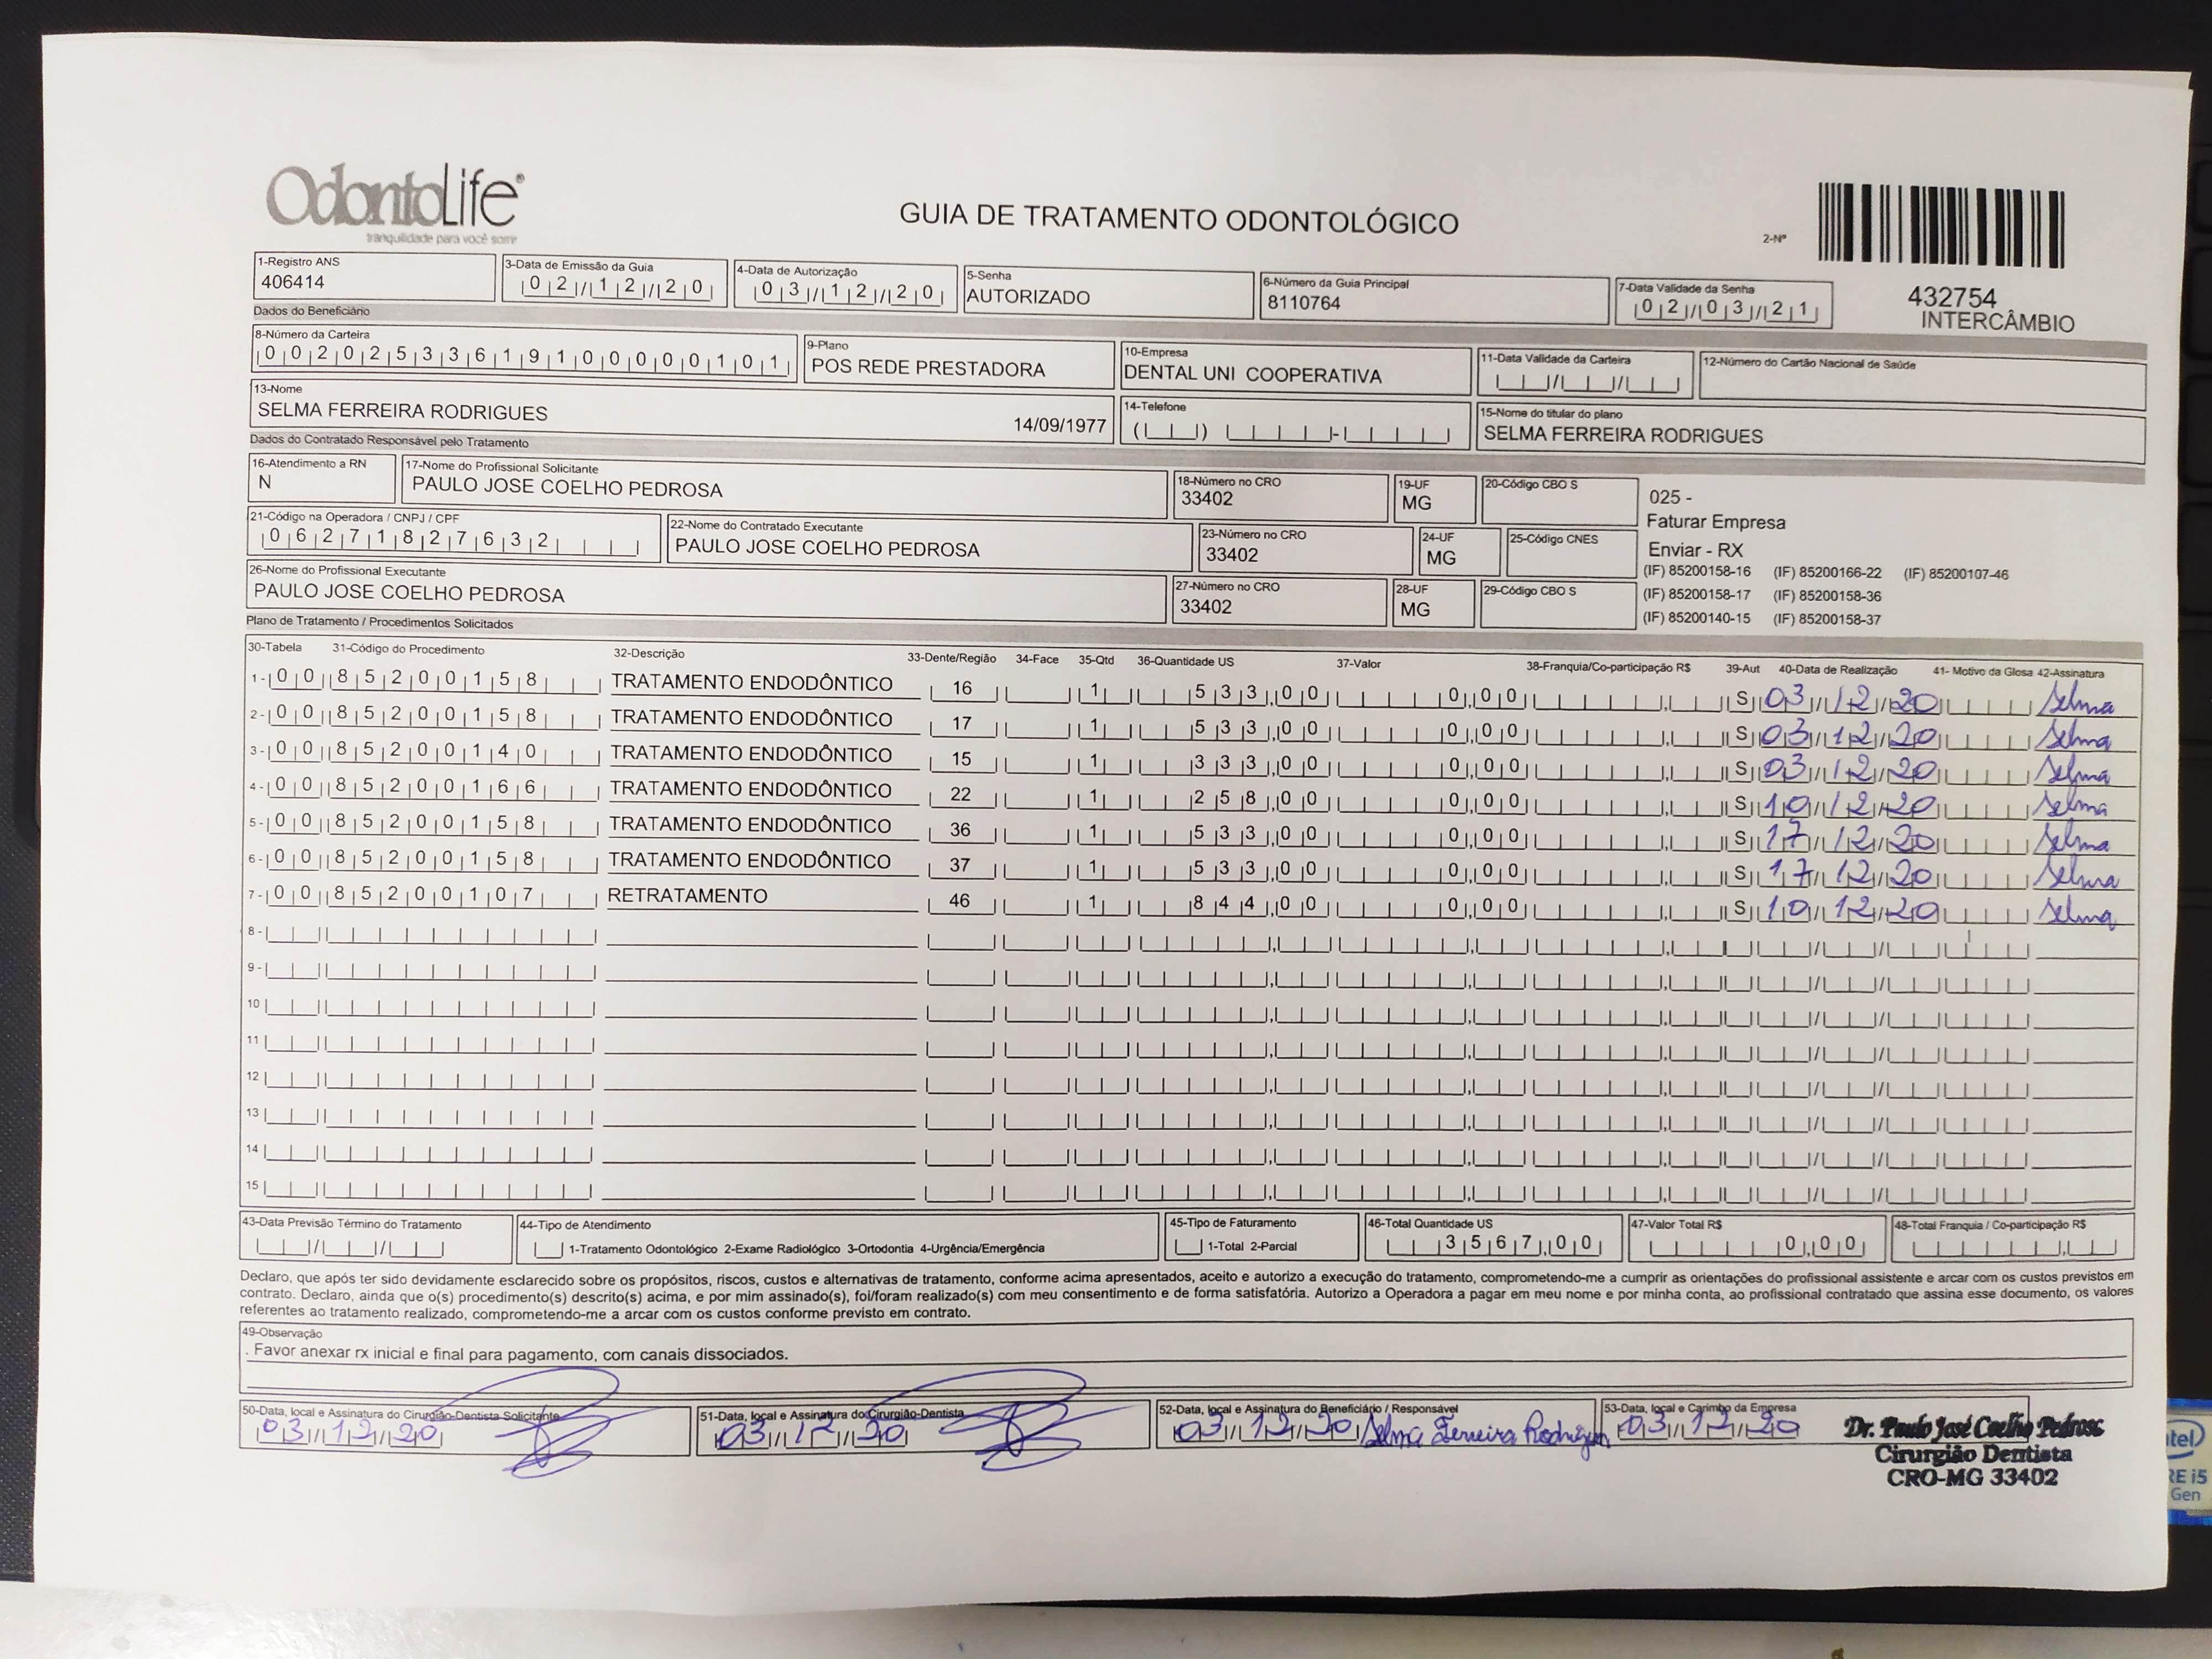 OdontoLife®
tranquilidade para você sorrir
GUIA DE TRATAMENTO ODONTOLÓGICO
2-Nº
432754
INTERCÂMBIO
1-Registro ANS
406414
3-Data de Emissão da Guia
02/12/20
4-Data de Autorização
03/12/20
5-Senha
AUTORIZADO
6-Número da Guia Principal
8110764
7-Data Validade da Senha
02/03/21
Dados do Beneficiário
8-Número da Carteira
00202533619100000101
9-Plano
POS REDE PRESTADORA
10-Empresa
DENTAL UNI COOPERATIVA
11-Data Validade da Carteira
12-Número do Cartão Nacional de Saúde
13-Nome
SELMA FERREIRA RODRIGUES 14/09/1977
14-Telefone
15-Nome do titular do plano
SELMA FERREIRA RODRIGUES
Dados do Contratado Responsável pelo Tratamento
16-Atendimento a RN
N
17-Nome do Profissional Solicitante
PAULO JOSE COELHO PEDROSA
18-Número no CRO
33402
19-UF
MG
20-Código CBO S
21-Código na Operadora / CNPJ / CPF
06271827632
22-Nome do Contratado Executante
PAULO JOSE COELHO PEDROSA
23-Número no CRO
33402
24-UF
MG
25-Código CNES
26-Nome do Profissional Executante
PAULO JOSE COELHO PEDROSA
27-Número no CRO
33402
28-UF
MG
29-Código CBO S
025 -
Faturar Empresa
Enviar - RX
(IF) 85200158-16 (IF) 85200166-22 (IF) 85200107-46
(IF) 85200158-17 (IF) 85200158-36
(IF) 85200140-15 (IF) 85200158-37
Plano de Tratamento / Procedimentos Solicitados
30-Tabela 31-Código do Procedimento 32-Descrição 33-Dente/Região 34-Face 35-Qtd 36-Quantidade US 37-Valor 38-Franquia/Co-participação R$ 39-Aut 40-Data de Realização 41- Motivo da Glosa 42-Assinatura
1- 00 85200158 TRATAMENTO ENDODÔNTICO 16 1 533,00 0,00 S 03/12/20 Selma
2- 00 85200158 TRATAMENTO ENDODÔNTICO 17 1 533,00 0,00 S 03/12/20 Selma
3- 00 85200140 TRATAMENTO ENDODÔNTICO 15 1 333,00 0,00 S 03/12/20 Selma
4- 00 85200166 TRATAMENTO ENDODÔNTICO 22 1 258,00 0,00 S 10/12/20 Selma
5- 00 85200158 TRATAMENTO ENDODÔNTICO 36 1 533,00 0,00 S 17/12/20 Selma
6- 00 85200158 TRATAMENTO ENDODÔNTICO 37 1 533,00 0,00 S 17/12/20 Selma
7- 00 85200107 RETRATAMENTO 46 1 844,00 0,00 S 10/12/20 Selma
8-
9-
10
11
12
13
14
15
43-Data Previsão Término do Tratamento
44-Tipo de Atendimento
1-Tratamento Odontológico 2-Exame Radiológico 3-Ortodontia 4-Urgência/Emergência
45-Tipo de Faturamento
1-Total 2-Parcial
46-Total Quantidade US
3567,00
47-Valor Total R$
0,00
48-Total Franquia / Co-participação R$
Declaro, que após ter sido devidamente esclarecido sobre os propósitos, riscos, custos e alternativas de tratamento, conforme acima apresentados, aceito e autorizo a execução do tratamento, comprometendo-me a cumprir as orientações do profissional assistente e arcar com os custos previstos em
contrato. Declaro, ainda que o(s) procedimento(s) descrito(s) acima, e por mim assinado(s), foi/foram realizado(s) com meu consentimento e de forma satisfatória. Autorizo a Operadora a pagar em meu nome e por minha conta, ao profissional contratado que assina esse documento, os valores
referentes ao tratamento realizado, comprometendo-me a arcar com os custos conforme previsto em contrato.
49-Observação
. Favor anexar rx inicial e final para pagamento, com canais dissociados.
50-Data, local e Assinatura do Cirurgião-Dentista Solicitante
03/12/20
51-Data, local e Assinatura do Cirurgião-Dentista
03/12/20
52-Data, local e Assinatura do Beneficiário / Responsável
03/12/20 Selma Ferreira Rodrigues
53-Data, local e Carimbo da Empresa
03/12/20
Dr. Paulo José Coelho Pedrosa
Cirurgião Dentista
CRO-MG 33402
ntel)
RE i5
Gen